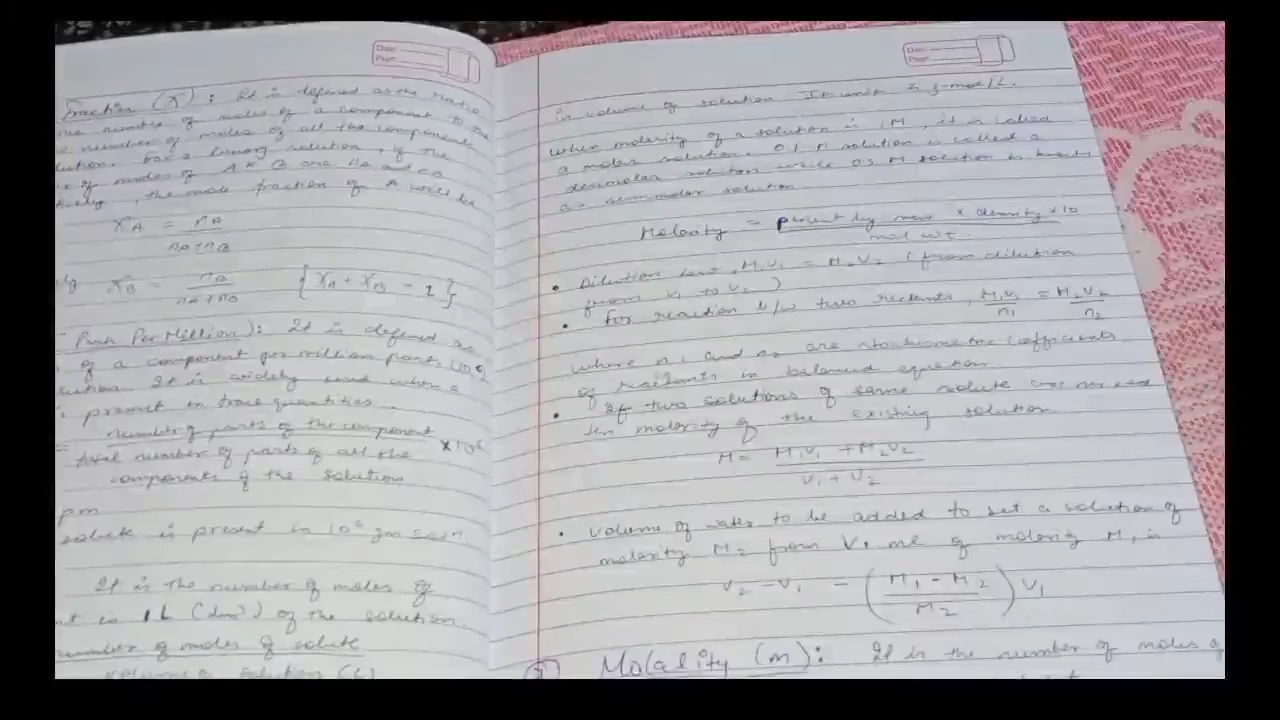 Date:
Page:
Fraction (X) : It is defined as the ratio
the number of moles of a component to the
number of moles of all the components
lution. For a binary solution, if the
of moles of A & B are nA and
, the mole fraction of A will be
XA = nA
nA+nB
XB = nB
nA+nB
{XA + XB = 1}
Parts Per Million) : It is defined as
of a component per million parts (10⁶)
lution. It is widely used when a
present in trace quantities.
number of parts of the component ×10⁶
total number of parts of all the
components of the solution
pm
solute is present in 10⁶ gm soln
It is the number of moles of
in 1L (dm³) of the solution.
number of moles of solute
solution (L)
Date:
Page:
in volume of solution Its unit is g-mol/L.
When molarity of a solution is 1M, it is called
a molar solution. 0.1 M solution is called a
decimolar solution while 0.5 M solution is
as semimolar solution
Molarity = percent by mass × density × 10
mol wt.
• Dilution law, M1V1 = M2V2 (from dilution
from V1 to V2)
• For reaction b/w two reactants, M1V1 = M2V2
n1 n2
where n1 and n2 are stoichiometric coefficients
of reactants in balanced equation.
• If two solutions of same solute are mixed
then molarity of the existing solution
M = M1V1 + M2V2
V1 + V2
• Volume of water to be added to get a solution of
molarity M2 from V1 ml of molarity M1 is
V2 - V1 = (M1 - M2) V1
M2
Molality (m) : It is the number of moles of